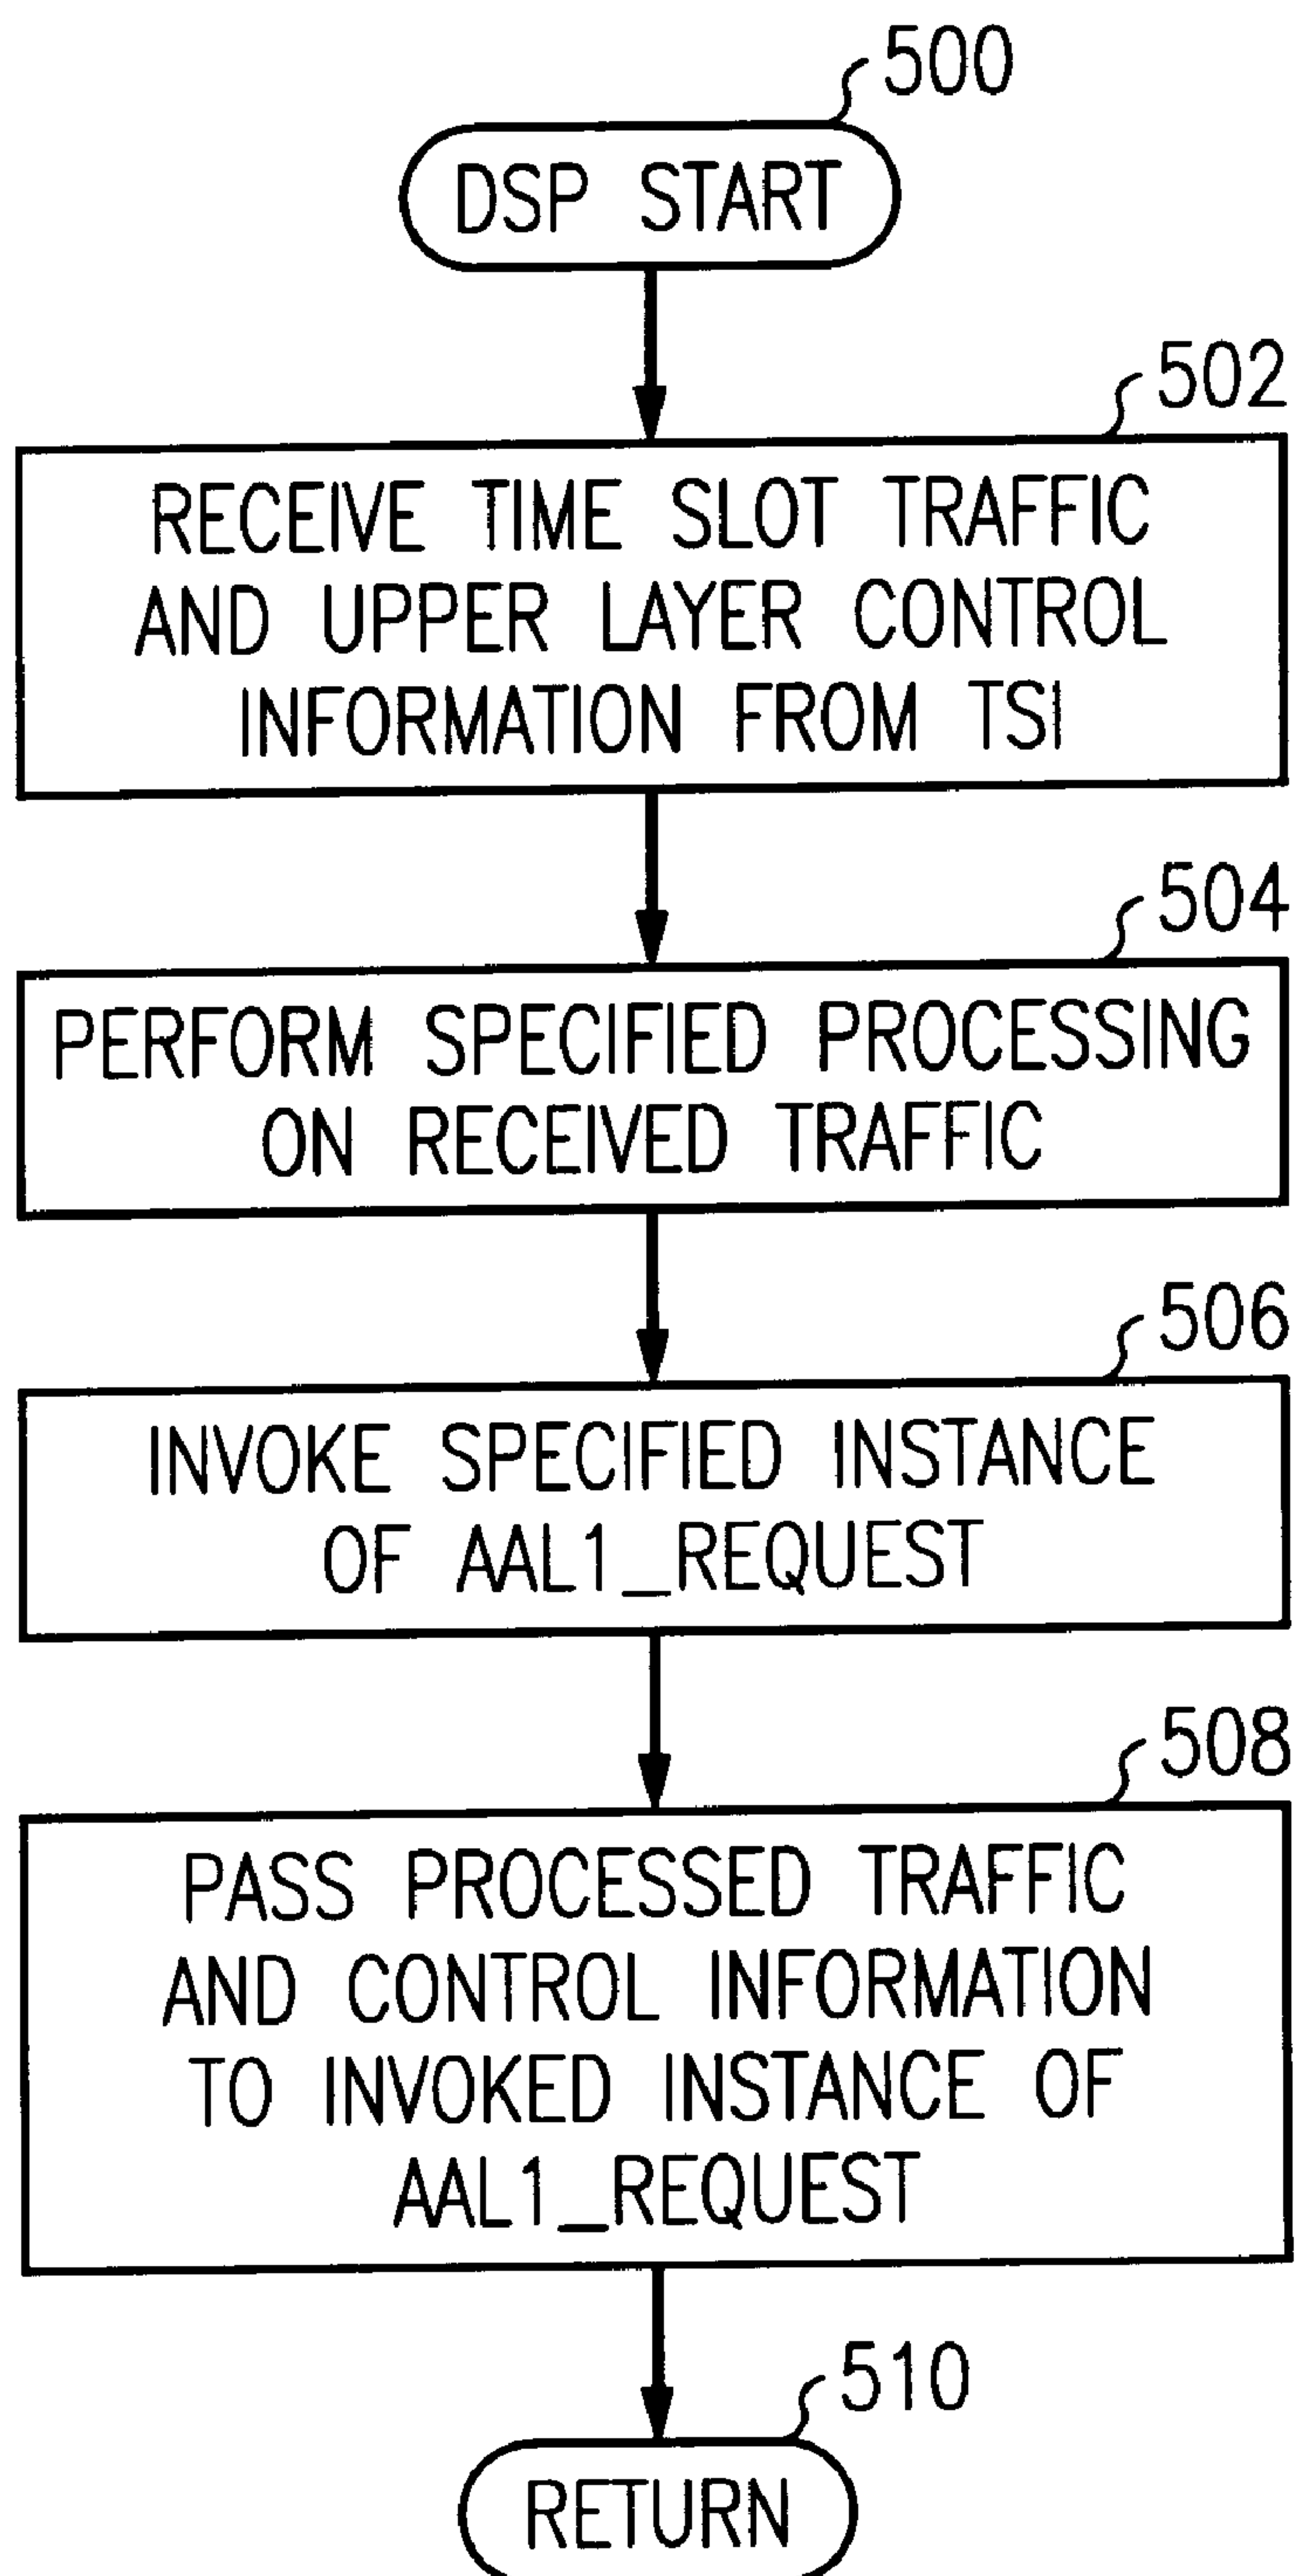 500
DSP START
502
RECEIVE TIME SLOT TRAFFIC
AND UPPER LAYER CONTROL
INFORMATION FROM TSI
504
PERFORM SPECIFIED PROCESSING
ON RECEIVED TRAFFIC
506
INVOKE SPECIFIED INSTANCE
OF AAL1_REQUEST
508
PASS PROCESSED TRAFFIC
AND CONTROL INFORMATION
TO INVOKED INSTANCE OF
AAL1_REQUEST
510
RETURN